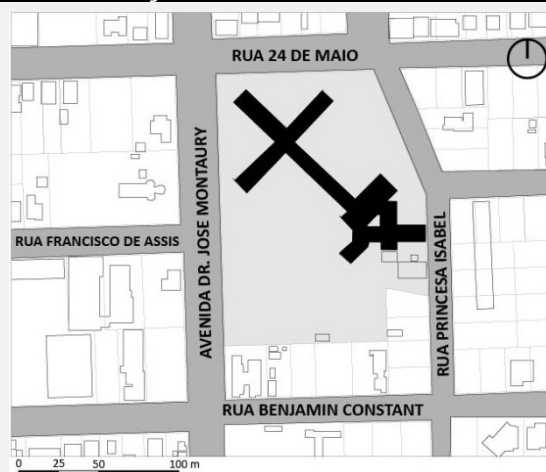 RUA 24 DE MAIO
AVENIDA DR. JOSE MONTAURY
RUA FRANCISCO DE ASSIS
RUA PRINCESA ISABEL
RUA BENJAMIN CONSTANT
0 25 50 100 m